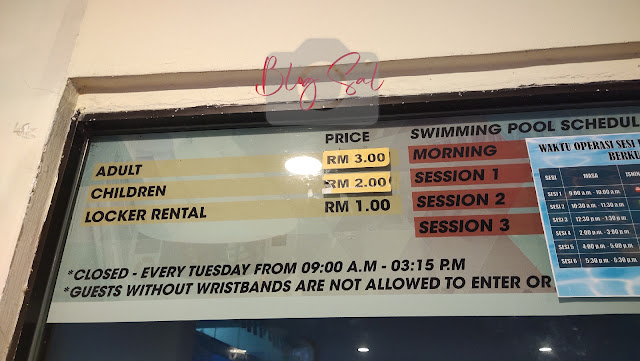 Blog Sal
PRICE
SWIMMING POOL SCHEDUL
ADULT RM 3.00
CHILDREN RM 2.00
LOCKER RENTAL RM 1.00
MORNING
SESSION 1
SESSION 2
SESSION 3
*CLOSED - EVERY TUESDAY FROM 09:00 A.M - 03:15 P.M
*GUESTS WITHOUT WRISTBANDS ARE NOT ALLOWED TO ENTER OR
WAKTU OPERASI SESI
BERKU
SESI MASA
SESI 1 9:00 a.m - 10:00 a.m
SESI 2 10:30 a.m - 11:30 a.m
SESI 3 12:30 p.m - 1:30 p.m
SESI 4 2:00 p.m - 3:00 p.m
SESI 5 4:00 p.m - 5:00 p.m
SESI 6 5:30 p.m - 6:30 p.m